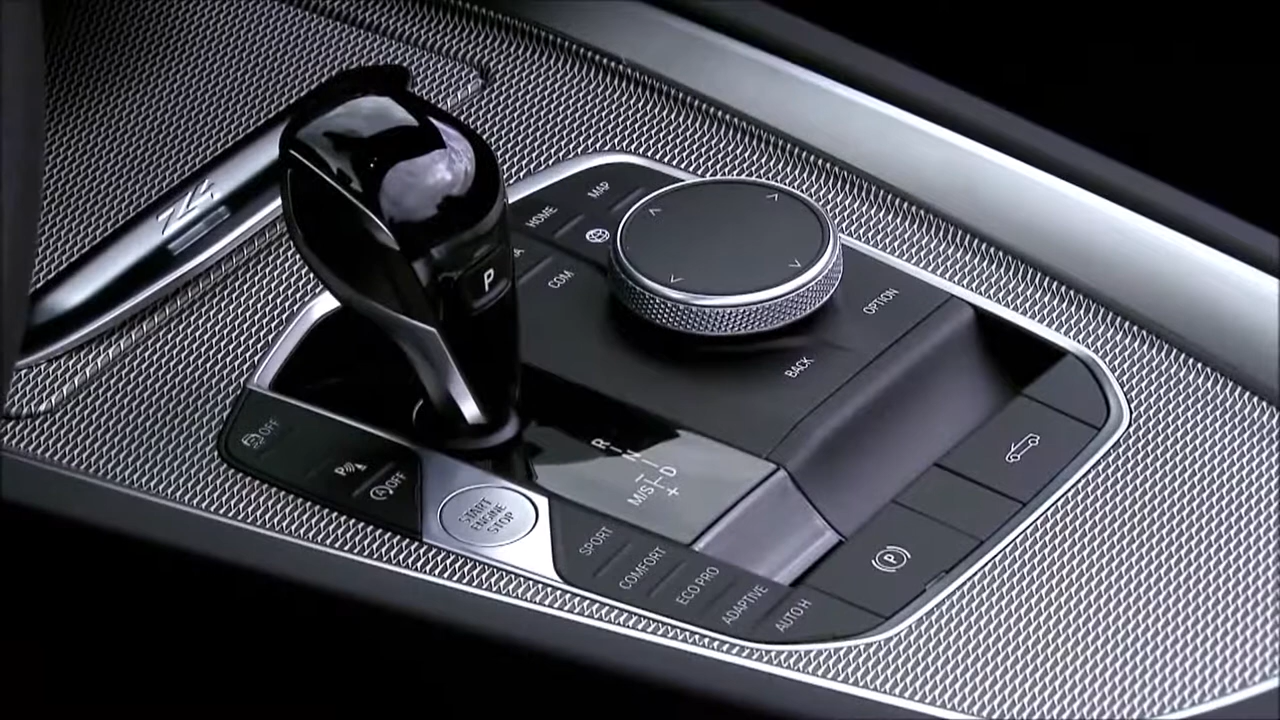 Z4
MAP
HOME
COM
P
OPTION
BACK
R
N
D
M/S
+
OFF
P
OFF
START
ENGINE
STOP
SPORT
COMFORT
ECO PRO
ADAPTIVE
AUTO H
P